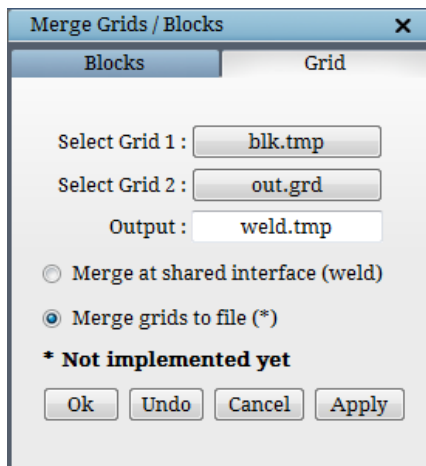 Merge Grids / Blocks
Blocks Grid
Select Grid 1 : blk.tmp
Select Grid 2 : out.grd
Output : weld.tmp
Merge at shared interface (weld)
Merge grids to file (*)
* Not implemented yet
Ok Undo Cancel Apply